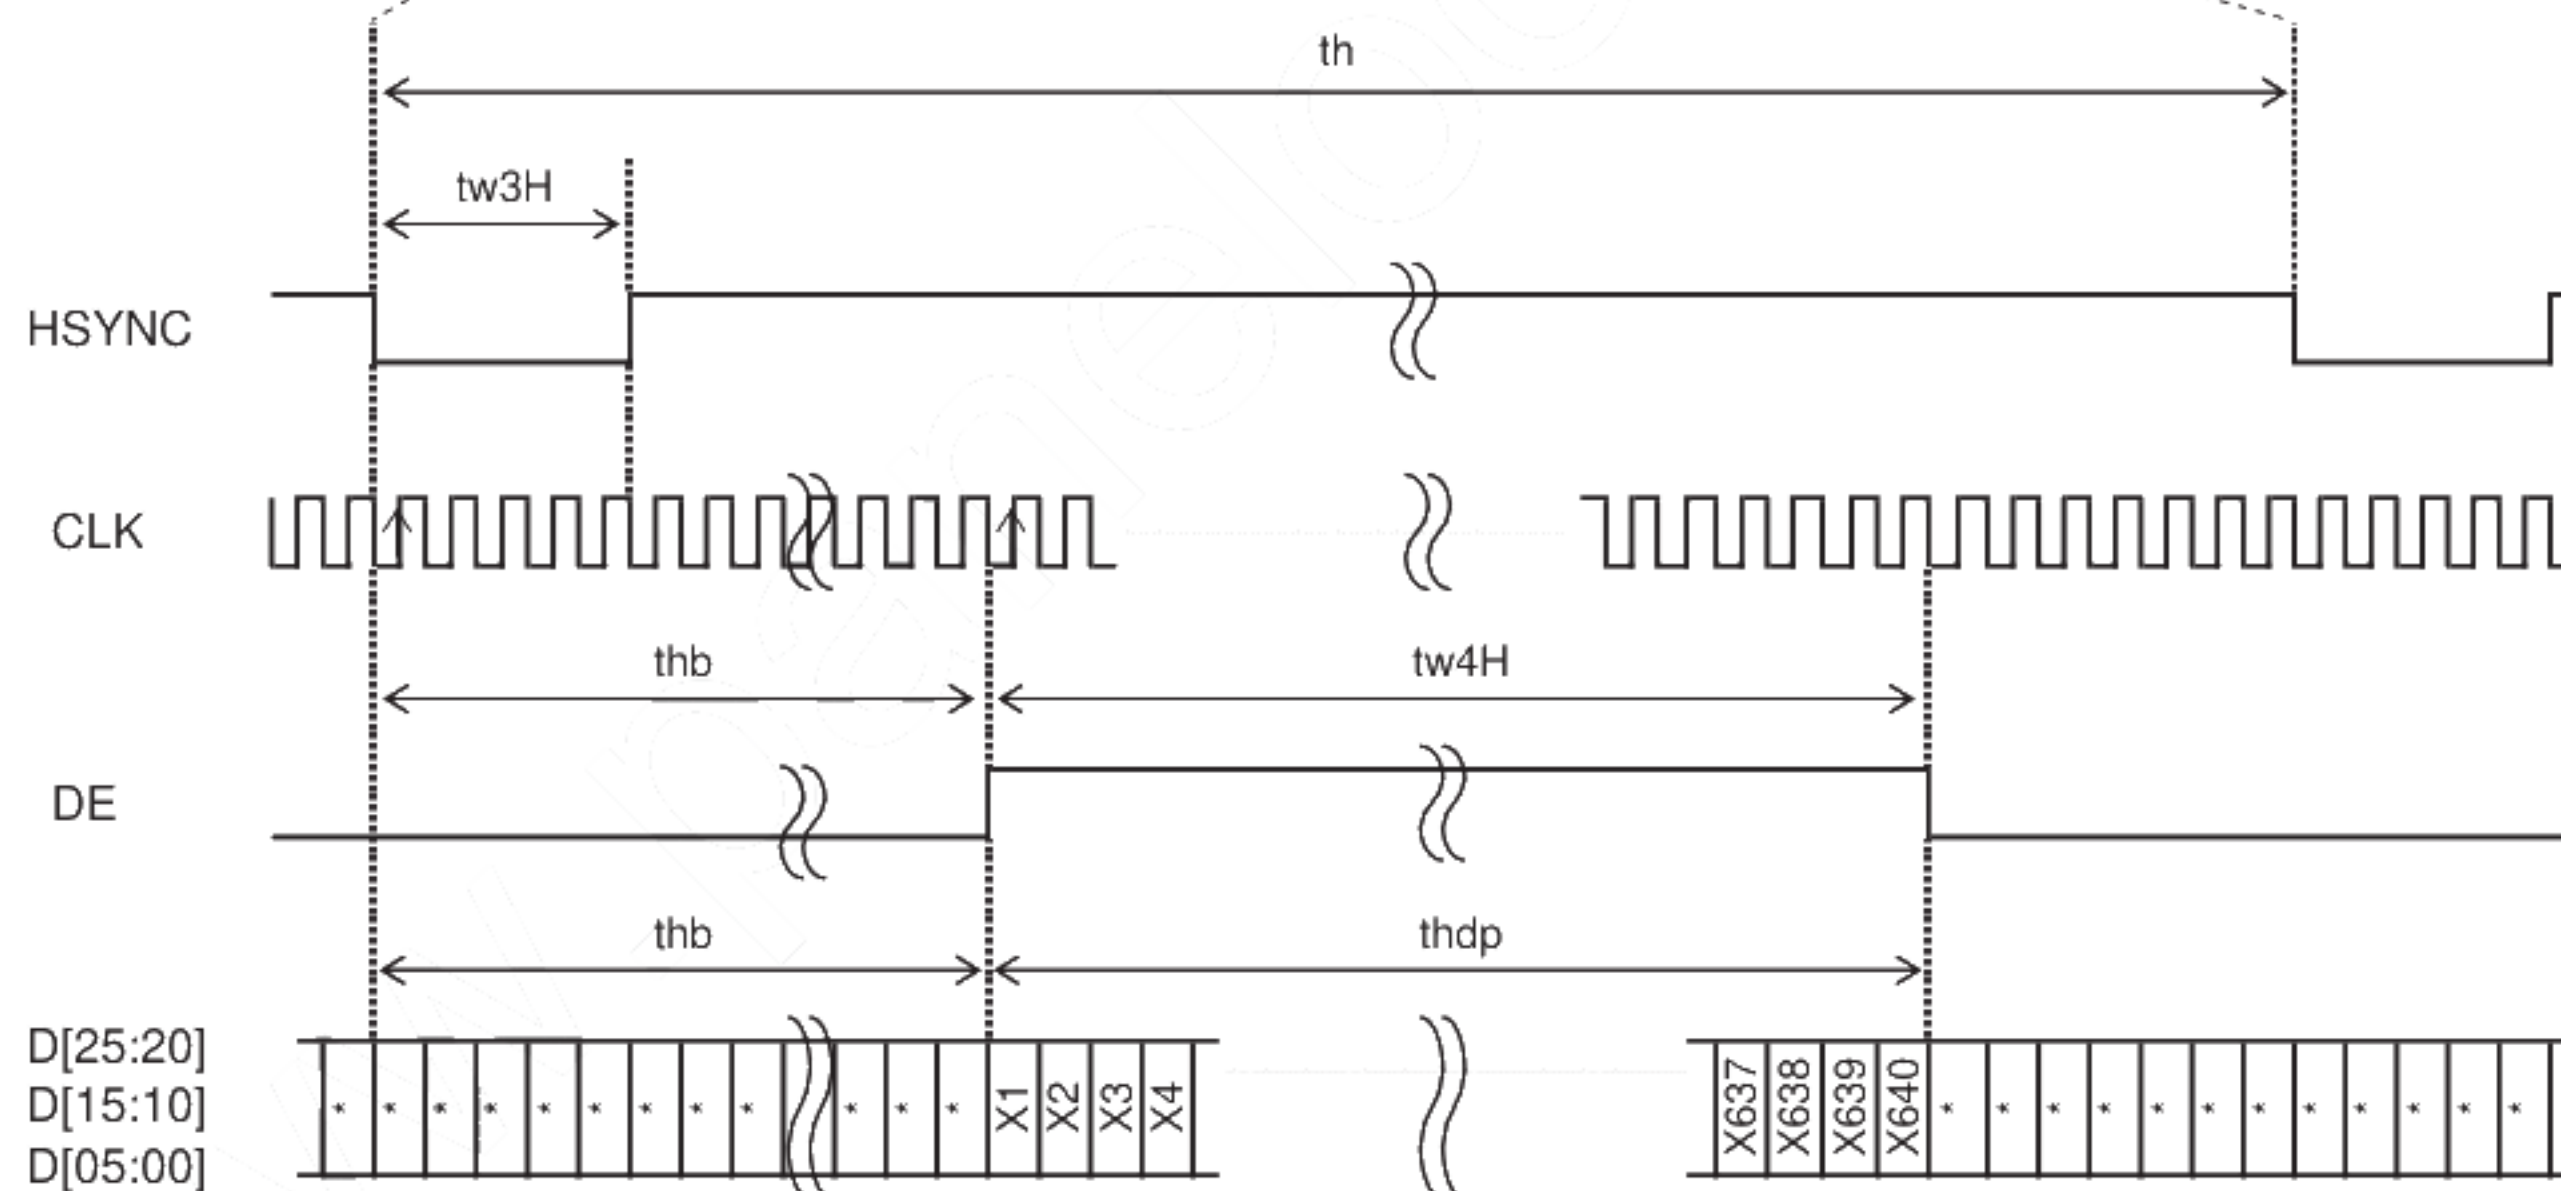 th
tw3H
HSYNC
CLK
thb tw4H
DE
thb thdp
D[25:20]
D[15:10]
D[05:00]
* * * * * * * * * * * * X1 X2 X3 X4 X637 X638 X639 X640 * * * * * * * * * * * *